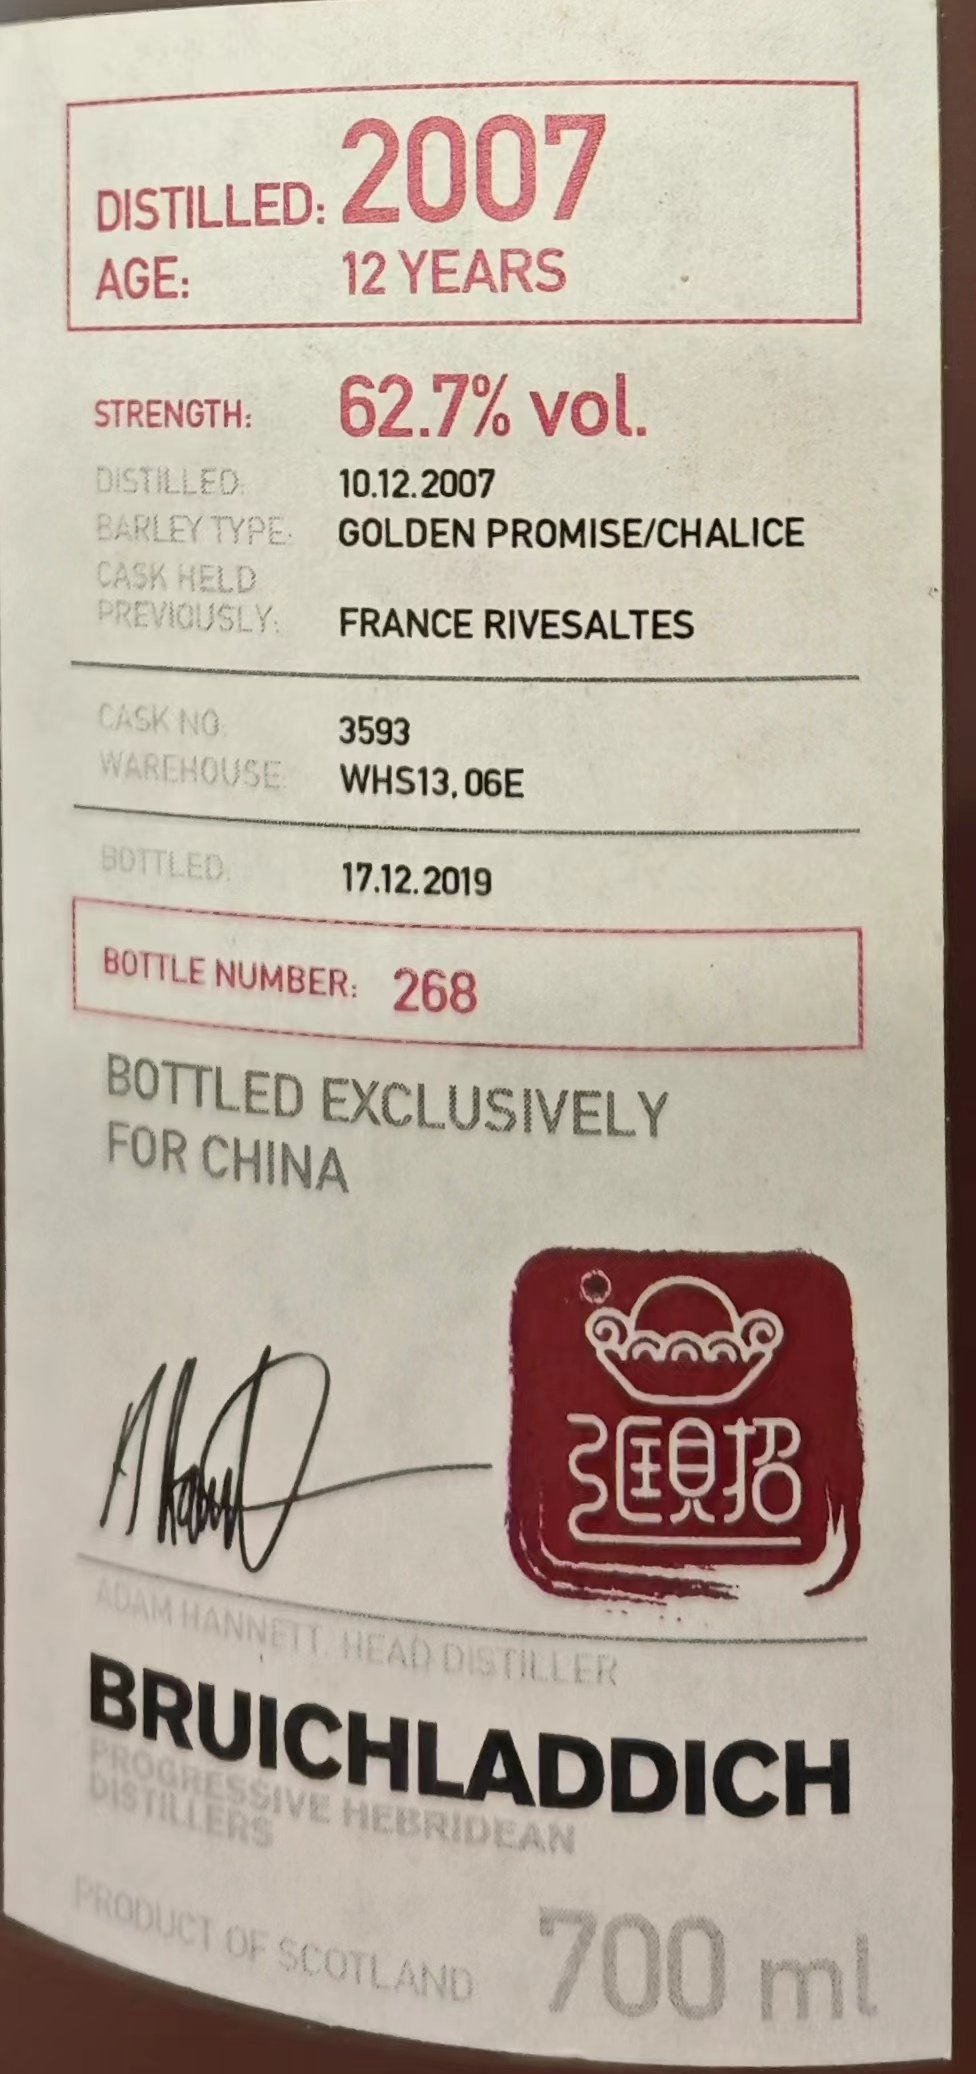 DISTILLED: 2007
AGE: 12 YEARS
STRENGTH: 62.7% vol.
DISTILLED: 10.12.2007
BARLEY TYPE: GOLDEN PROMISE/CHALICE
CASK HELD
PREVIOUSLY: FRANCE RIVESALTES
CASK NO. 3593
WAREHOUSE WHS13, 06E
BOTTLED: 17.12.2019
BOTTLE NUMBER: 268
BOTTLED EXCLUSIVELY
FOR CHINA
A Hannett
ADAM HANNETT, HEAD DISTILLER
BRUICHLADDICH
PROGRESSIVE HEBRIDEAN
DISTILLERS
PRODUCT OF SCOTLAND 700 ml